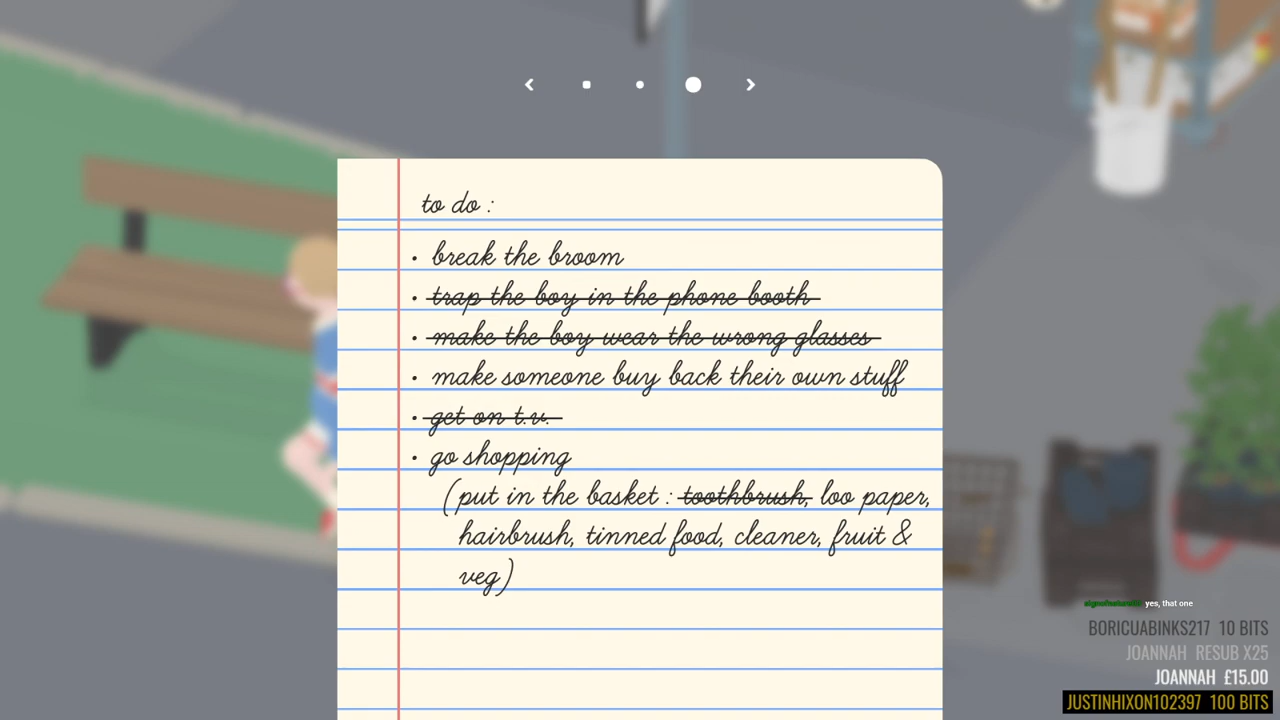 to do :
• break the broom
• trap the boy in the phone booth
• make the boy wear the wrong glasses
• make someone buy back their own stuff
• get on t.v.
• go shopping
(put in the basket : toothbrush, loo paper,
hairbrush, tinned food, cleaner, fruit &
veg)
yes, that one
BORICUABINKS217 10 BITS
JOANNAH RESUB X25
JOANNAH £15.00
JUSTINHIXON102397 100 BITS